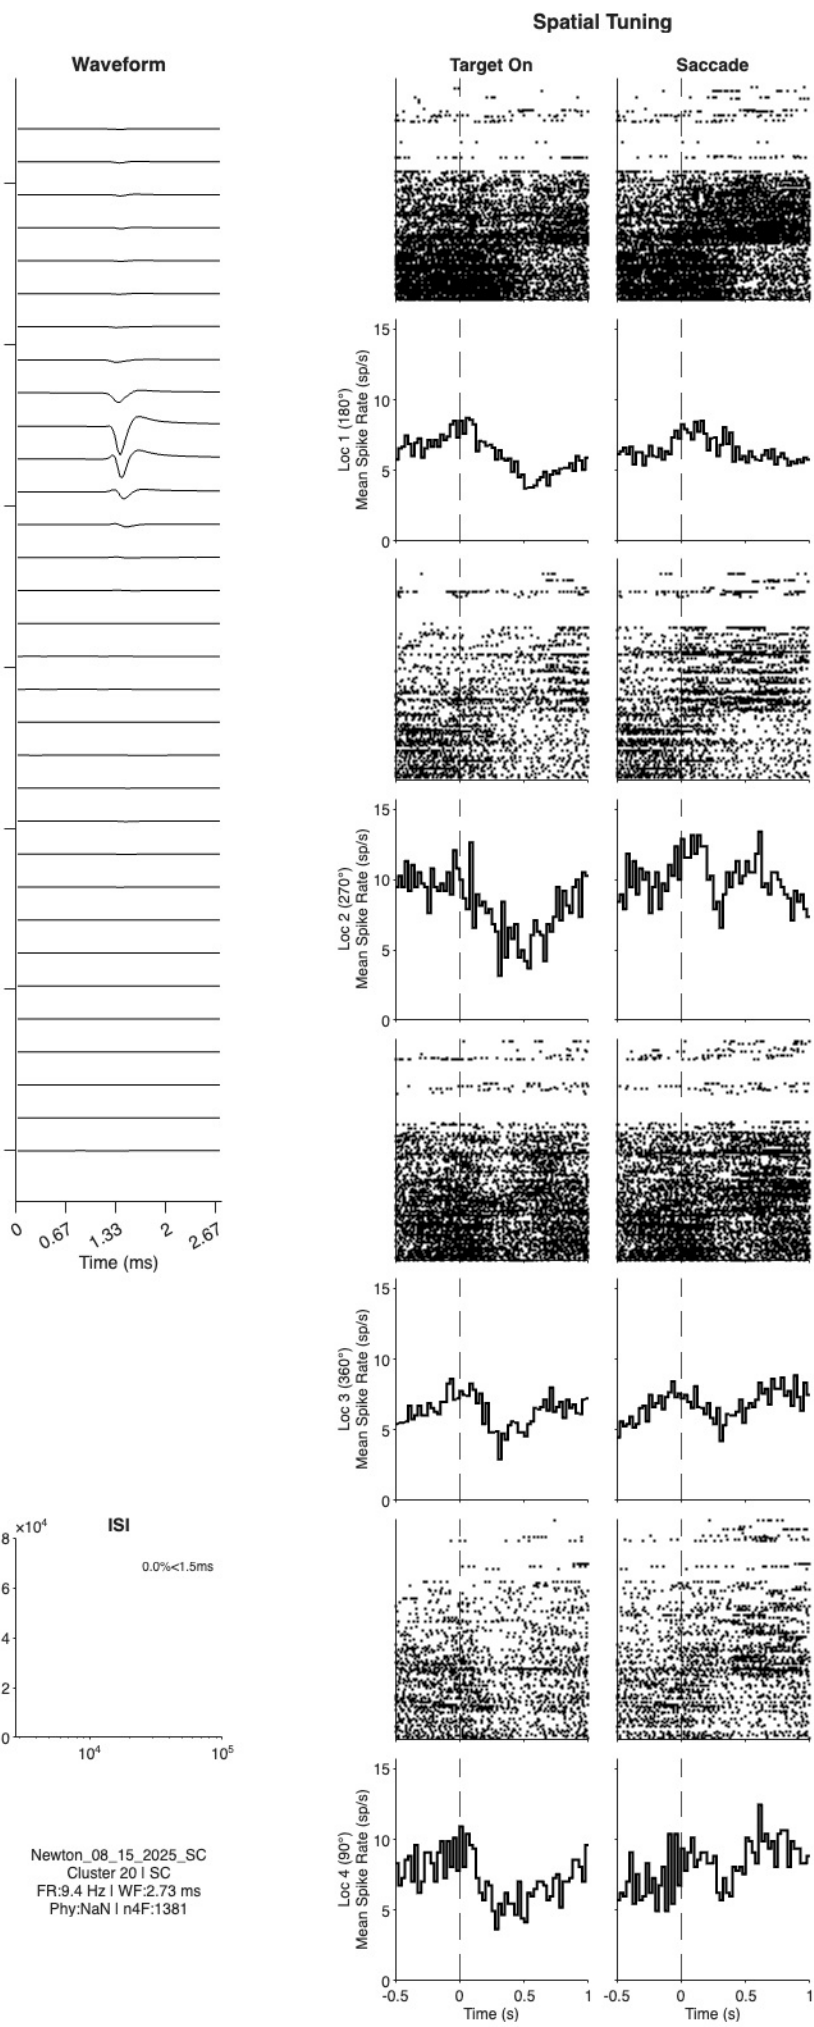 Spatial Tuning
Waveform
Target On
Saccade
15
10
5
0
Loc 1 (180°)
Mean Spike Rate (sp/s)
15
10
5
0
Loc 2 (270°)
Mean Spike Rate (sp/s)
0
0.67
1.33
2
2.67
Time (ms)
15
10
5
0
Loc 3 (360°)
Mean Spike Rate (sp/s)
×10⁴
ISI
0.0%<1.5ms
8
6
4
2
0
10⁴
10⁵
Newton_08_15_2025_SC
Cluster 20 | SC
FR:9.4 Hz | WF:2.73 ms
Phy:NaN | n4F:1381
15
10
5
0
Loc 4 (90°)
Mean Spike Rate (sp/s)
-0.5 0 0.5 1
Time (s)
-0.5 0 0.5 1
Time (s)